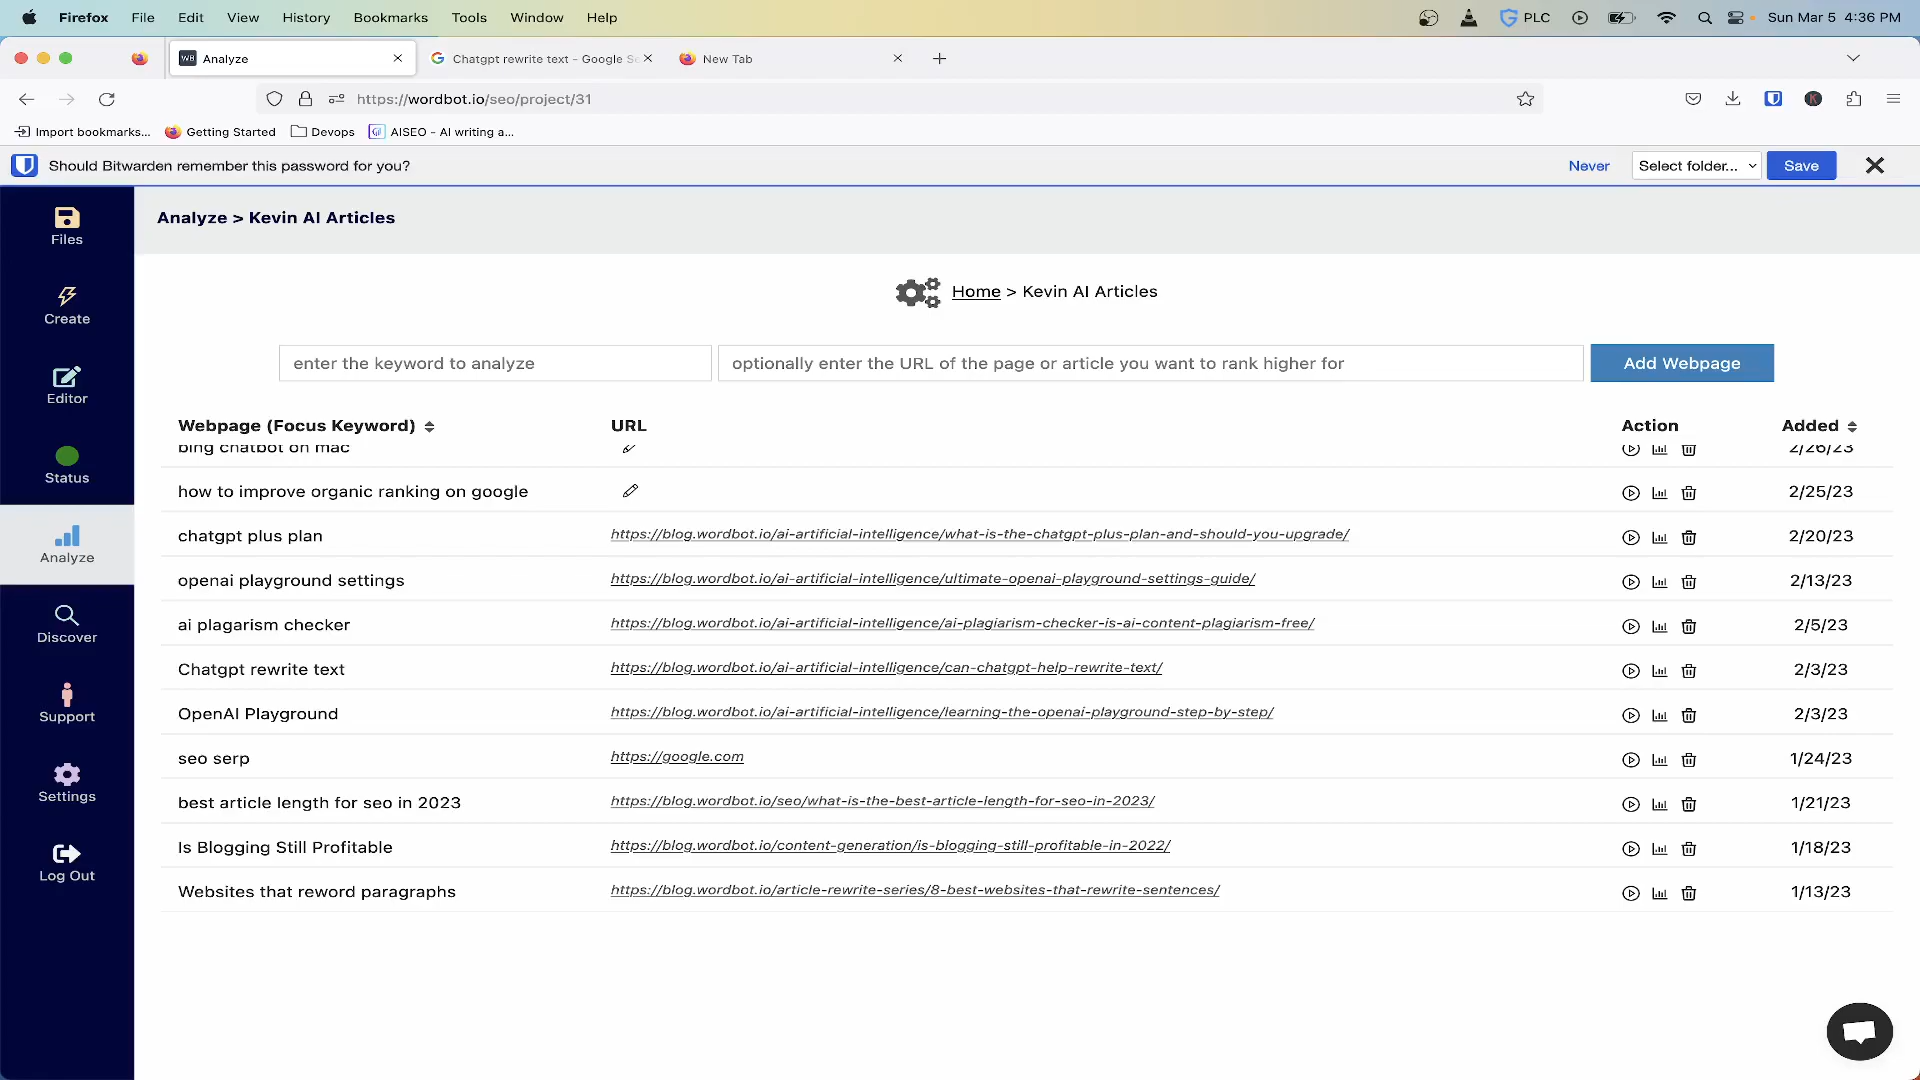 Firefox File Edit View History Bookmarks Tools Window Help PLC Sun Mar 5 4:36 PM
WB Analyze Chatgpt rewrite text - Google Se New Tab
https://wordbot.io/seo/project/31
Import bookmarks... Getting Started Devops AISEO - AI writing a...
Should Bitwarden remember this password for you? Never Select folder... Save
Files
Create
Editor
Status
Analyze
Discover
Support
Settings
Log Out
Analyze > Kevin AI Articles
Home > Kevin AI Articles
enter the keyword to analyze optionally enter the URL of the page or article you want to rank higher for Add Webpage
Webpage (Focus Keyword) URL Action Added
bing chatbot on mac 2/26/23
how to improve organic ranking on google 2/25/23
chatgpt plus plan https://blog.wordbot.io/ai-artificial-intelligence/what-is-the-chatgpt-plus-plan-and-should-you-upgrade/ 2/20/23
openai playground settings https://blog.wordbot.io/ai-artificial-intelligence/ultimate-openai-playground-settings-guide/ 2/13/23
ai plagarism checker https://blog.wordbot.io/ai-artificial-intelligence/ai-plagiarism-checker-is-ai-content-plagiarism-free/ 2/5/23
Chatgpt rewrite text https://blog.wordbot.io/ai-artificial-intelligence/can-chatgpt-help-rewrite-text/ 2/3/23
OpenAI Playground https://blog.wordbot.io/ai-artificial-intelligence/learning-the-openai-playground-step-by-step/ 2/3/23
seo serp https://google.com 1/24/23
best article length for seo in 2023 https://blog.wordbot.io/seo/what-is-the-best-article-length-for-seo-in-2023/ 1/21/23
Is Blogging Still Profitable https://blog.wordbot.io/content-generation/is-blogging-still-profitable-in-2022/ 1/18/23
Websites that reword paragraphs https://blog.wordbot.io/article-rewrite-series/8-best-websites-that-rewrite-sentences/ 1/13/23